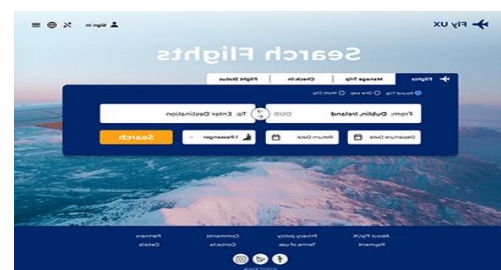 Fly UX
Sign in
Search Flights
Flights Manage Trip Check-in Flight Status
Round Trip One way Multi City
From: Dublin, Ireland DUB To: Enter Destination
Departure Date Return Date 1 Passenger Search
About FlyUX Privacy policy Comments Partners
Payment Terms of use Contacts Details